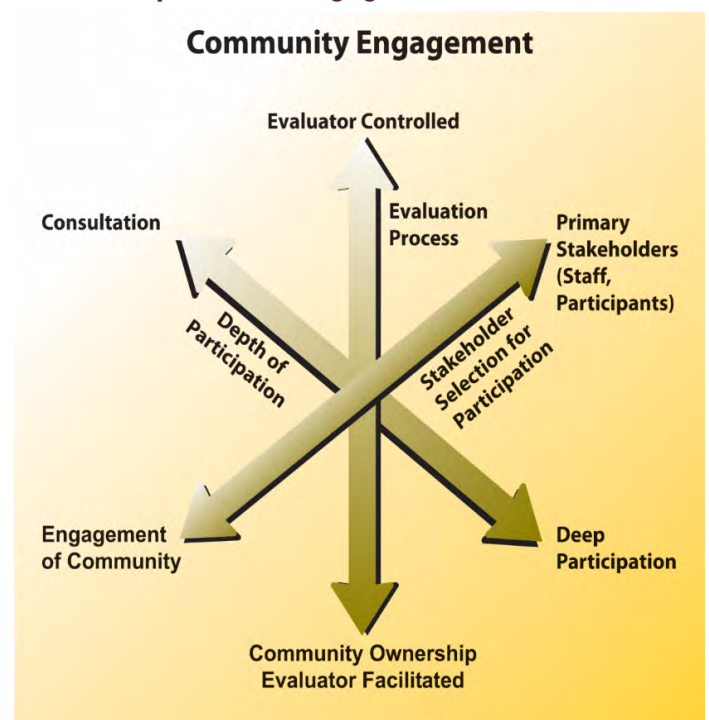 Community Engagement
Evaluator Controlled
Consultation
Evaluation
Process
Primary
Stakeholders
(Staff,
Participants)
Depth of
Participation
Stakeholder
Selection for
Participation
Engagement
of Community
Deep
Participation
Community Ownership
Evaluator Facilitated